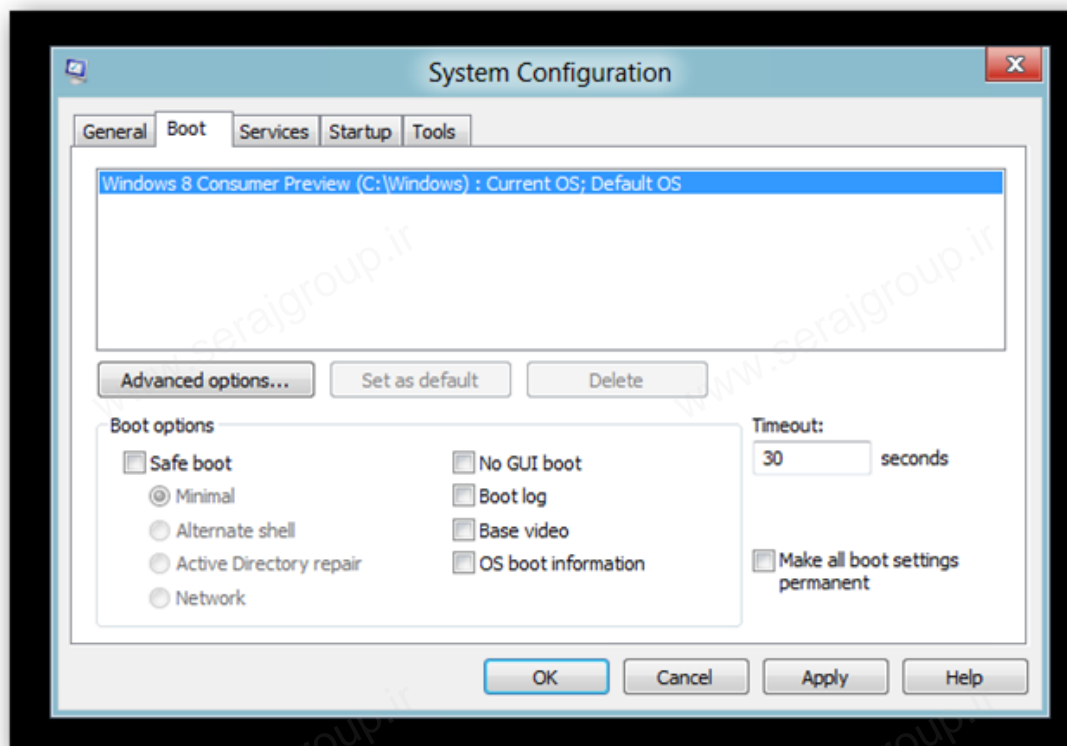 System Configuration
General Boot Services Startup Tools
Windows 8 Consumer Preview (C:\Windows) : Current OS; Default OS
www.serajgroup.ir www.serajgroup.ir
Advanced options... Set as default Delete
Boot options Timeout:
Safe boot No GUI boot 30 seconds
Minimal Boot log
Alternate shell Base video
Active Directory repair OS boot information Make all boot settings
Network permanent
OK Cancel Apply Help